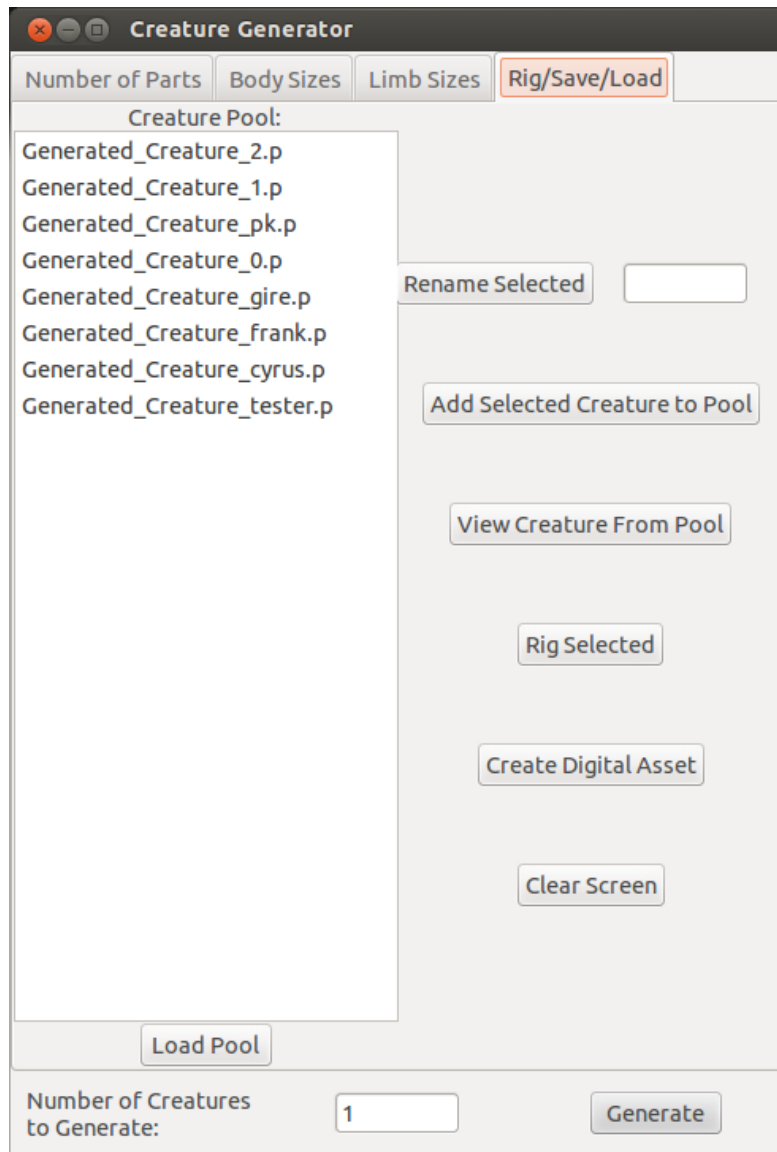 Creature Generator
Number of Parts
Body Sizes
Limb Sizes
Rig/Save/Load
Creature Pool:
Generated_Creature_2.p
Generated_Creature_1.p
Generated_Creature_pk.p
Generated_Creature_0.p
Generated_Creature_gire.p
Generated_Creature_frank.p
Generated_Creature_cyrus.p
Generated_Creature_tester.p
Rename Selected
Add Selected Creature to Pool
View Creature From Pool
Rig Selected
Create Digital Asset
Clear Screen
Load Pool
Number of Creatures
to Generate:
1
Generate